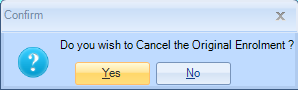 Confirm
Do you wish to Cancel the Original Enrolment ?
Yes
No